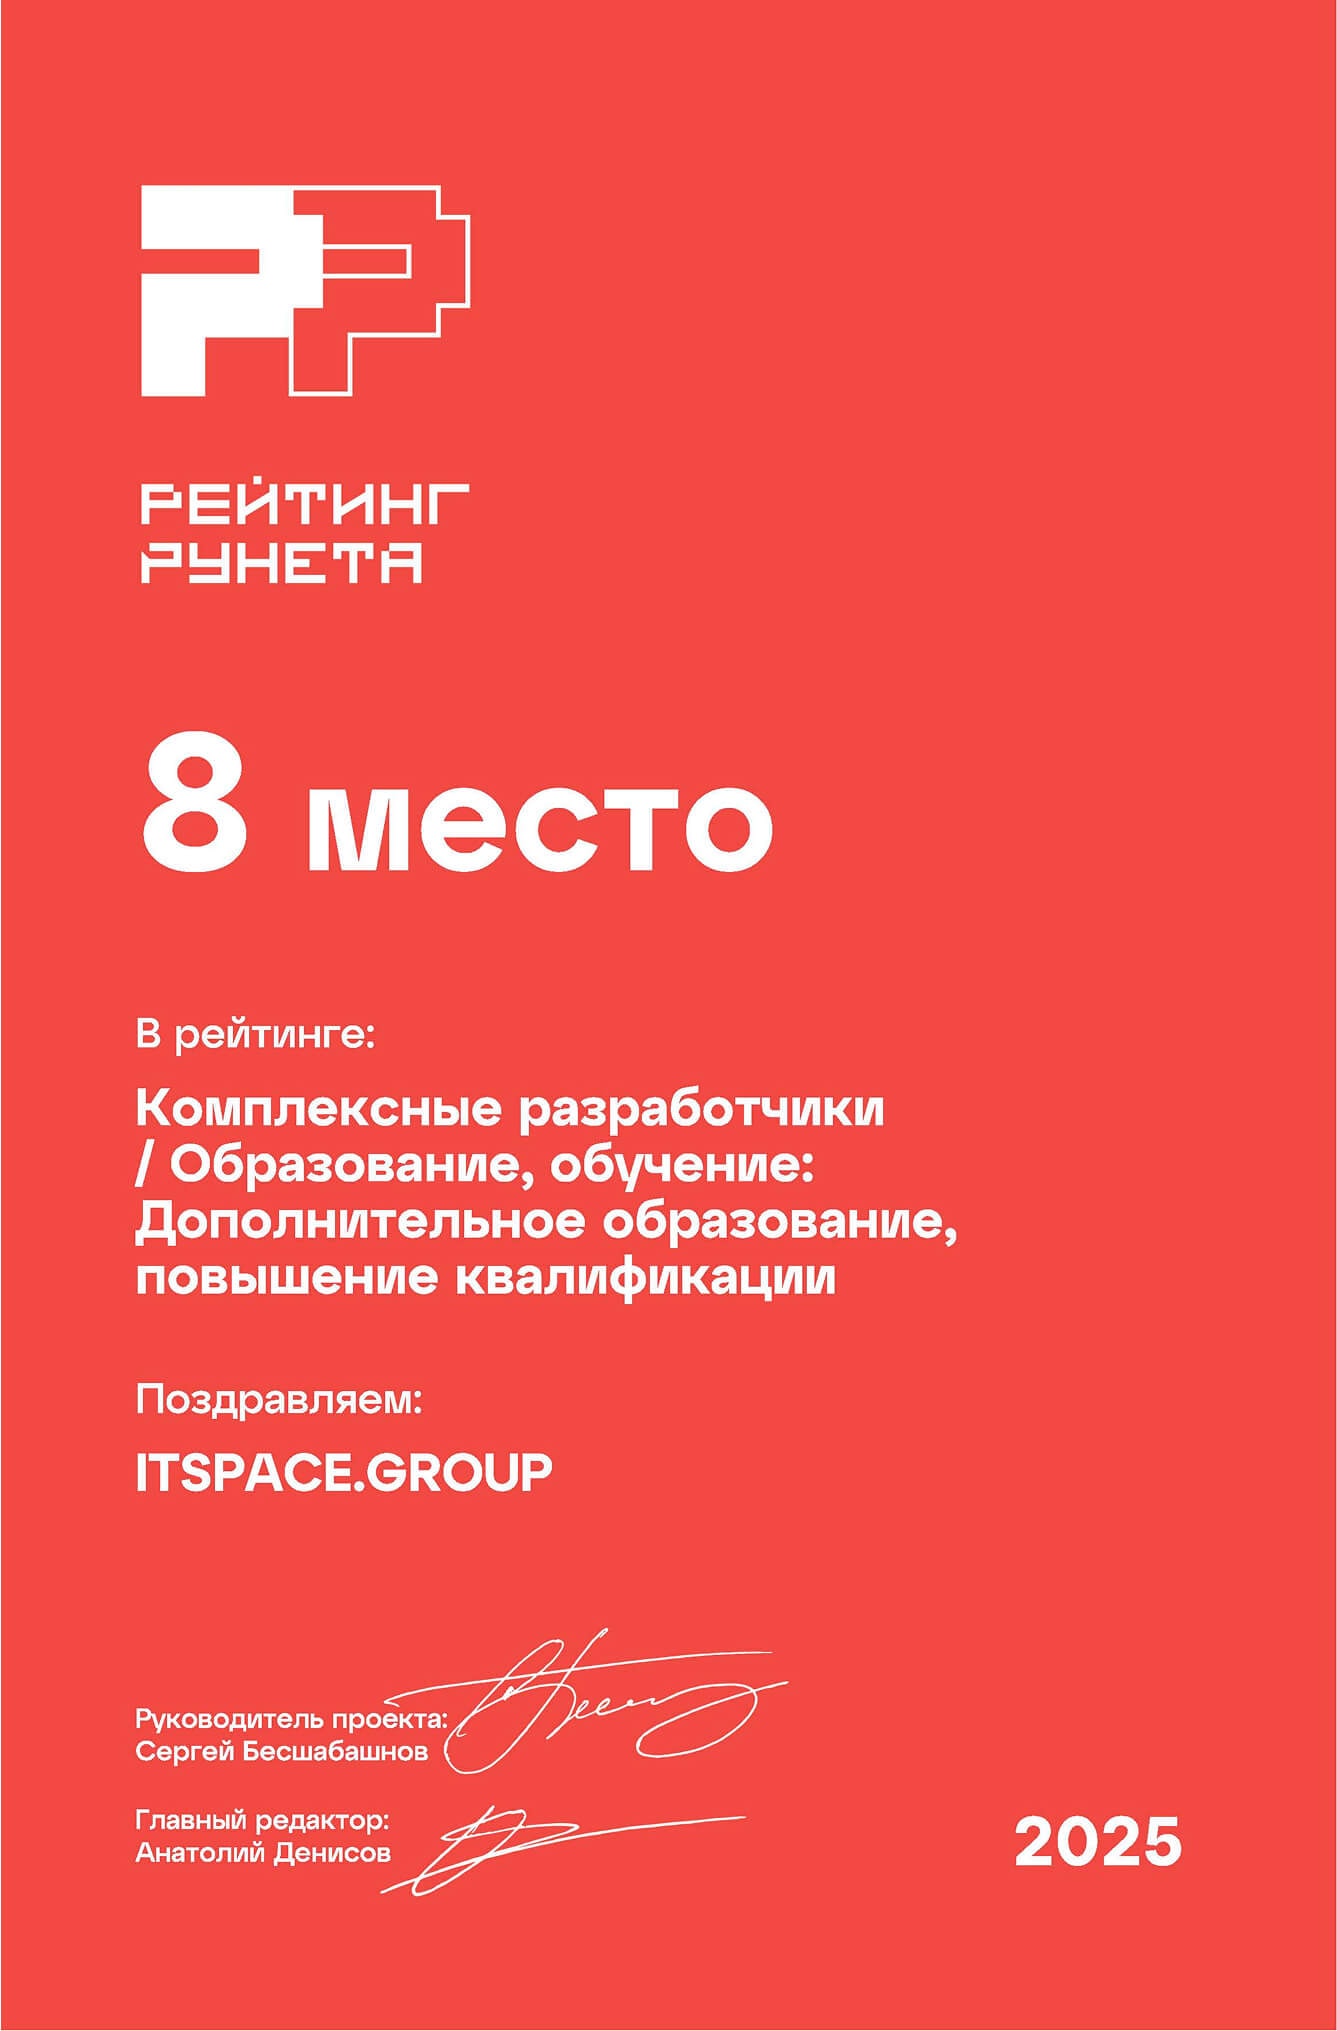 РЕЙТИНГ
РУНЕТА
8 место
В рейтинге:
Комплексные разработчики
/ Образование, обучение:
Дополнительное образование,
повышение квалификации
Поздравляем:
ITSPACE.GROUP
Руководитель проекта:
Сергей Бесшабашнов
Главный редактор:
Анатолий Денисов
2025